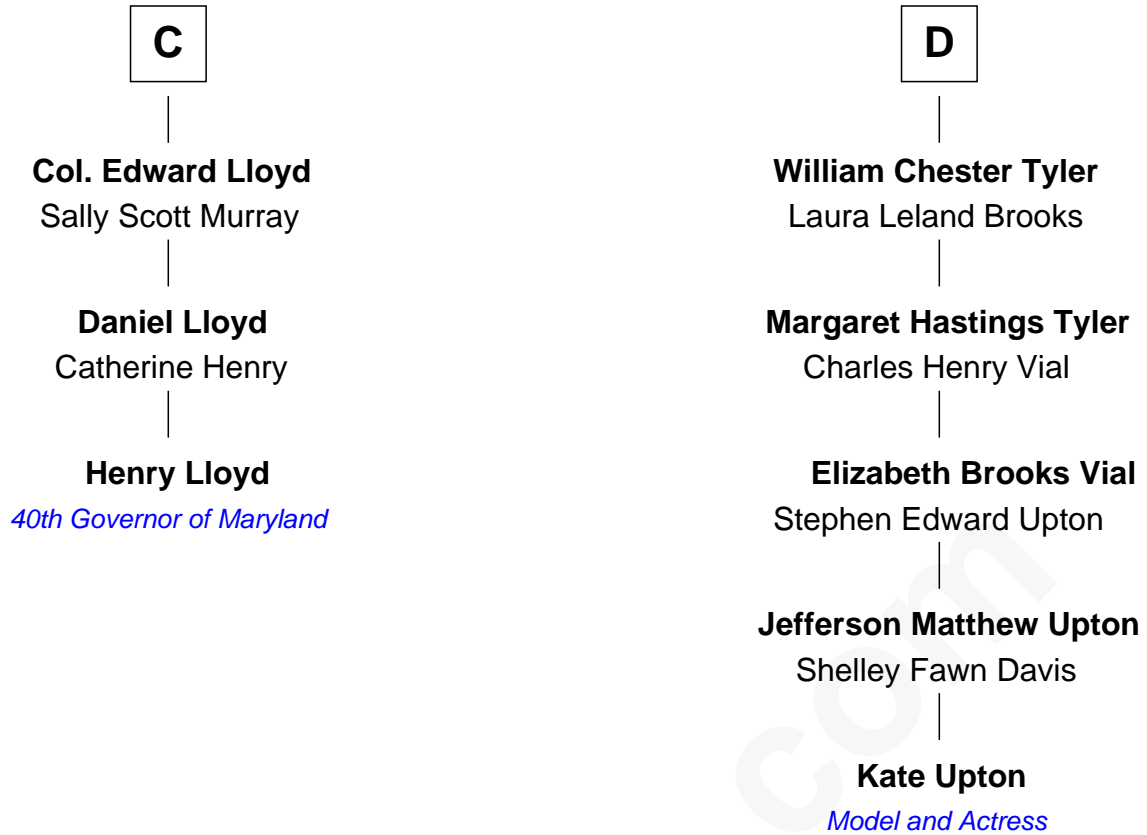 C
Col. Edward Lloyd
Sally Scott Murray
Daniel Lloyd
Catherine Henry
Henry Lloyd
40th Governor of Maryland
D
William Chester Tyler
Laura Leland Brooks
Margaret Hastings Tyler
Charles Henry Vial
Elizabeth Brooks Vial
Stephen Edward Upton
Jefferson Matthew Upton
Shelley Fawn Davis
Kate Upton
Model and Actress
com